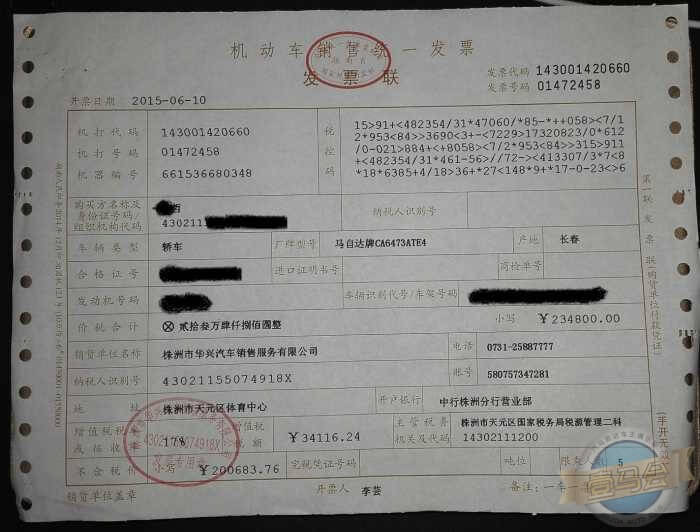 机动车销售统一发票
发票联
发票代码 143001420660
发票号码 01472458
开票日期 2015-06-10
机打代码 143001420660
机打号码 01472458
机器编号 661536680348
税控码
15>91+<482354/31*47060/*85-*++058><7/1
2*953<84>>3690<3+-<7229>17320823/0*612
/0-021>884++8058><7/2*953<84>>315>911
+<482354/31*461-56>//72-><413307/3*7<8
*18*6385+4/18>36+*27<148*9+*17-0-23<>6
购买方名称及身份证号码/组织机构代码
430211
纳税人识别号
车辆类型 轿车 厂牌型号 马自达牌CA6473ATE4 产地 长春
合格证号 进口证明书号 商检单号
发动机号码 车辆识别代号/车架号码
价税合计 ⊗贰拾叁万肆仟捌佰圆整 小写 ￥234800.00
销货单位名称 株洲市华兴汽车销售服务有限公司 电话 0731-25887777
纳税人识别号 43021155074918X 账号 580757347281
地址 株洲市天元区体育中心 开户银行 中行株洲分行营业部
增值税税率或征收率 17% 增值税税额 ￥34116.24 主管税务机关及代码 株洲市天元区国家税务局税源管理二科
14302111200
不含税价 小写 ￥200683.76 完税凭证号码 吨位 限乘人数 5
销货单位盖章 开票人 李芸 备注：一车一
第一联 发票联（购货单位付款凭证）
（手开无效）
43021155074918X
发票专用章